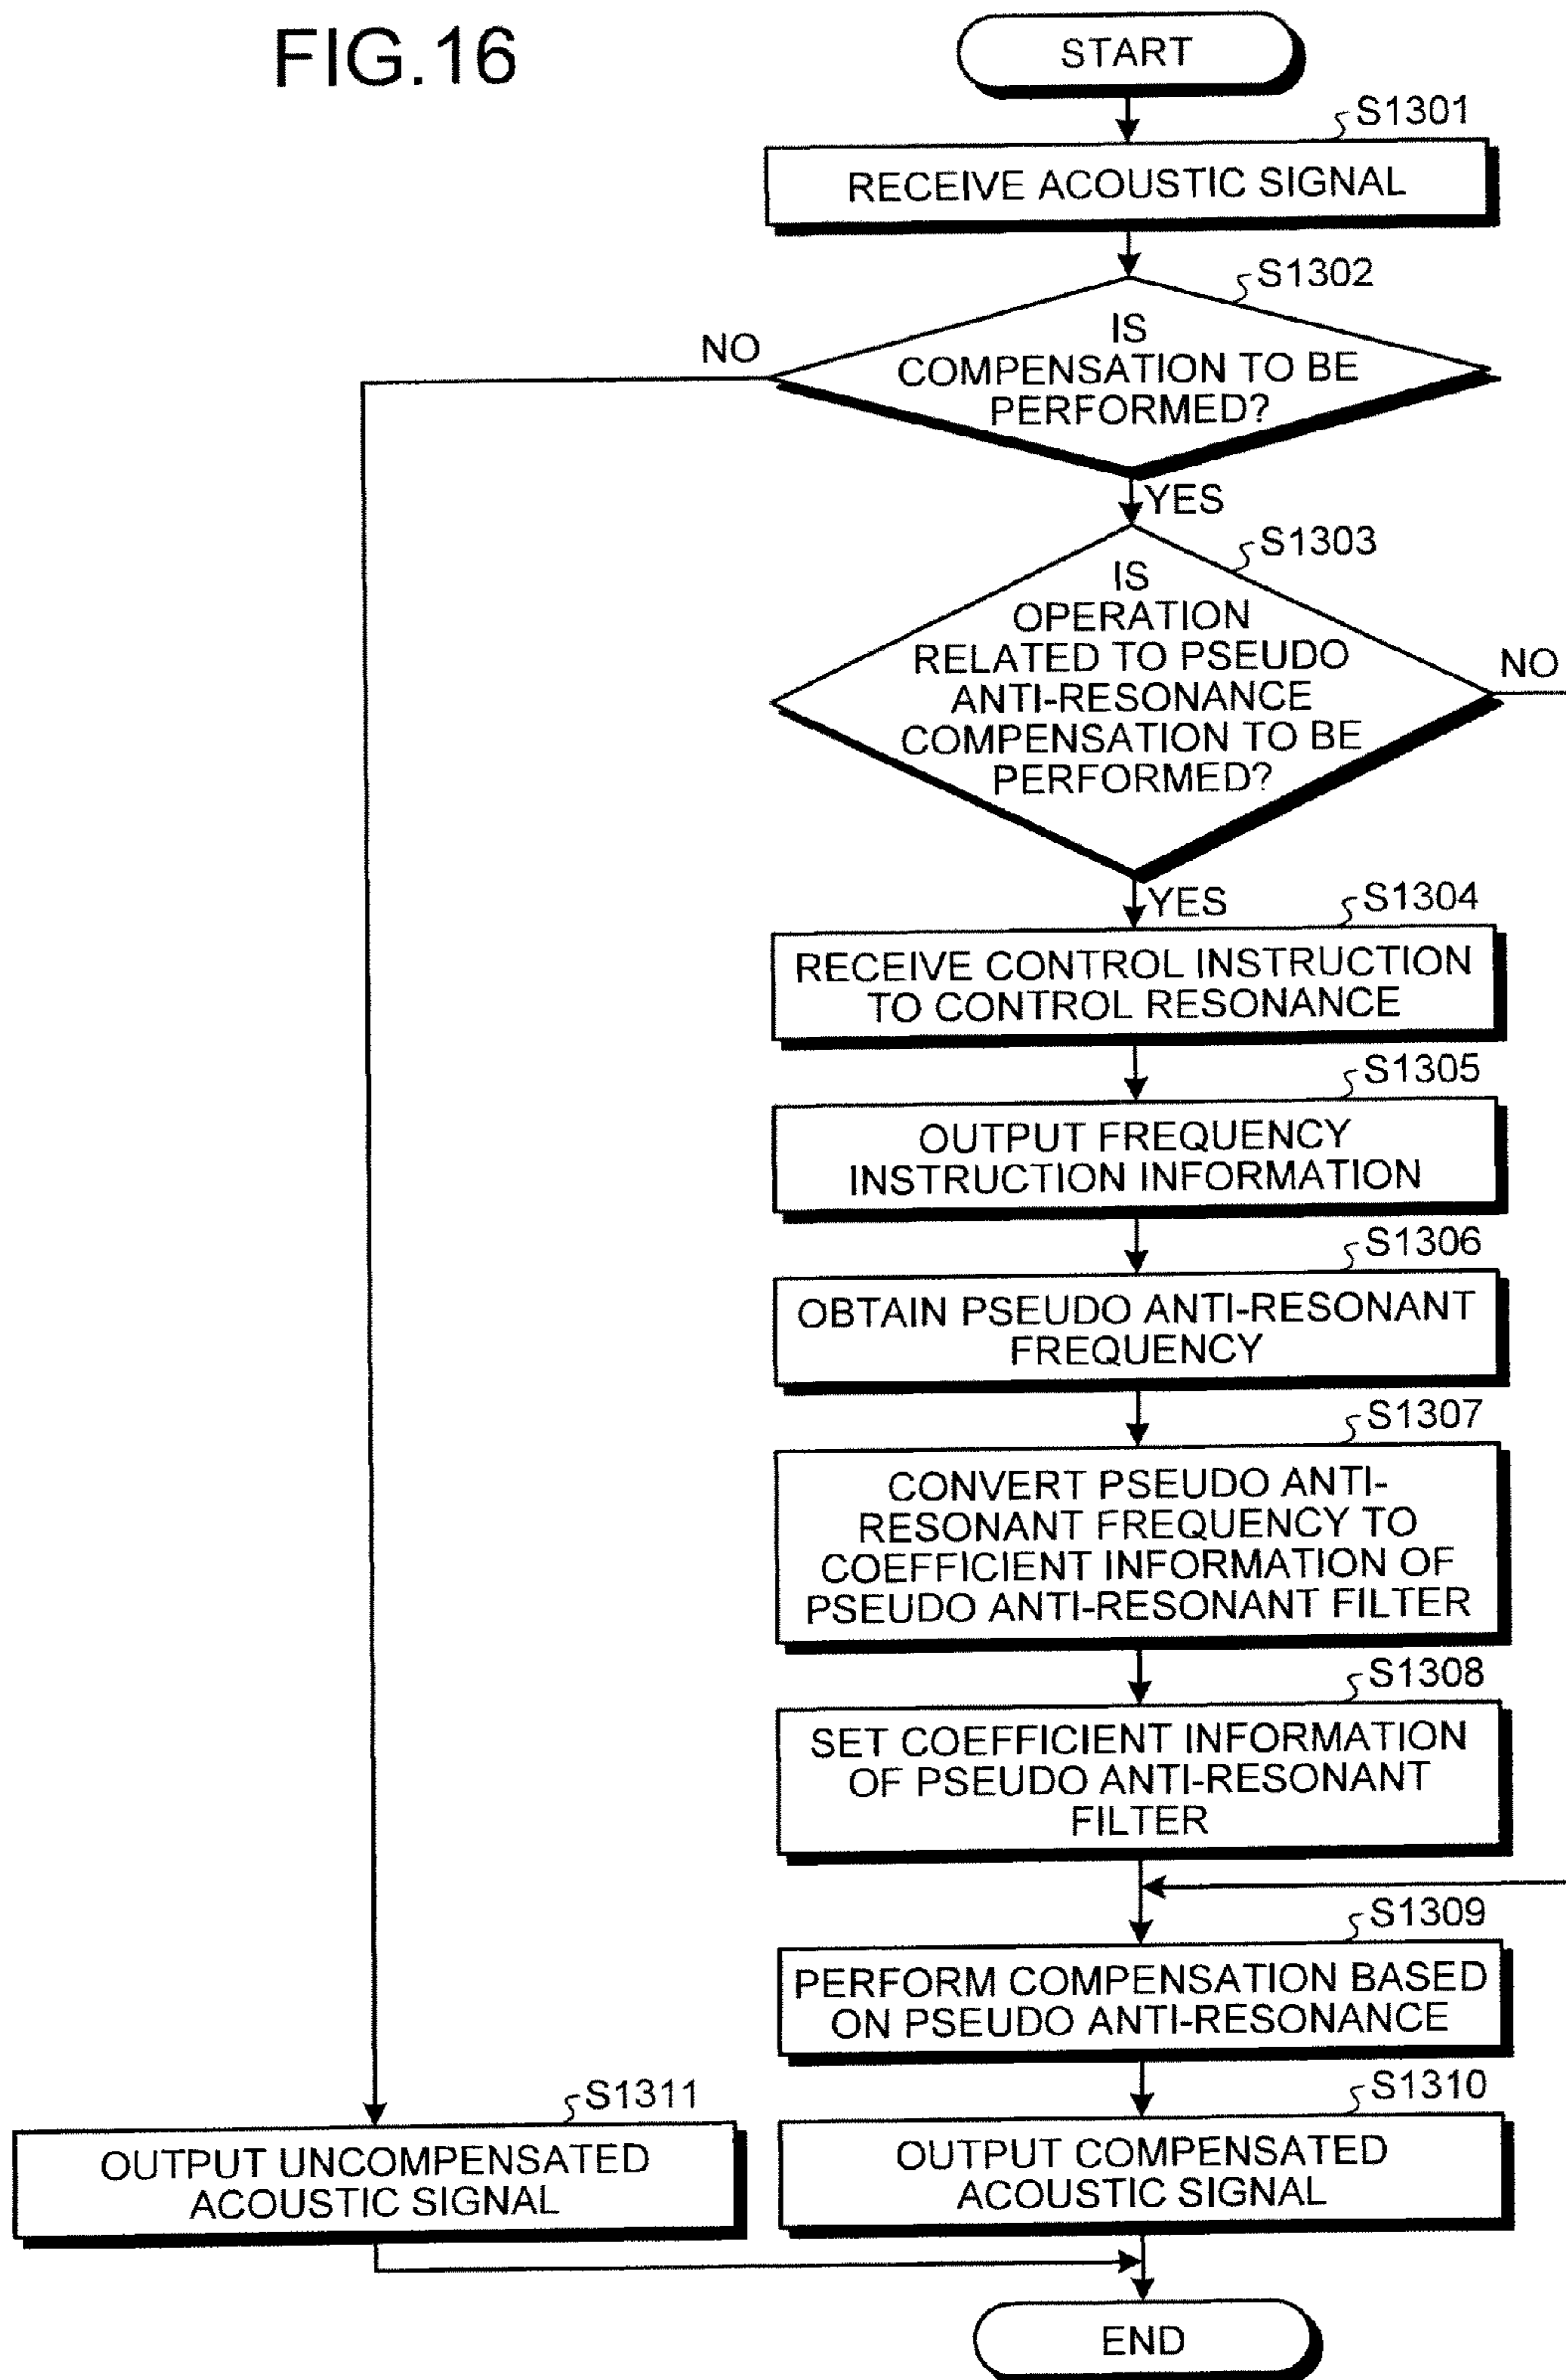 FIG.16
START
S1301
RECEIVE ACOUSTIC SIGNAL
S1302
IS
COMPENSATION TO BE
PERFORMED?
NO
YES
S1303
IS
OPERATION
RELATED TO PSEUDO
ANTI-RESONANCE
COMPENSATION TO BE
PERFORMED?
NO
YES
S1304
RECEIVE CONTROL INSTRUCTION
TO CONTROL RESONANCE
S1305
OUTPUT FREQUENCY
INSTRUCTION INFORMATION
S1306
OBTAIN PSEUDO ANTI-RESONANT
FREQUENCY
S1307
CONVERT PSEUDO ANTI-
RESONANT FREQUENCY TO
COEFFICIENT INFORMATION OF
PSEUDO ANTI-RESONANT FILTER
S1308
SET COEFFICIENT INFORMATION
OF PSEUDO ANTI-RESONANT
FILTER
S1309
PERFORM COMPENSATION BASED
ON PSEUDO ANTI-RESONANCE
S1311
OUTPUT UNCOMPENSATED
ACOUSTIC SIGNAL
S1310
OUTPUT COMPENSATED
ACOUSTIC SIGNAL
END